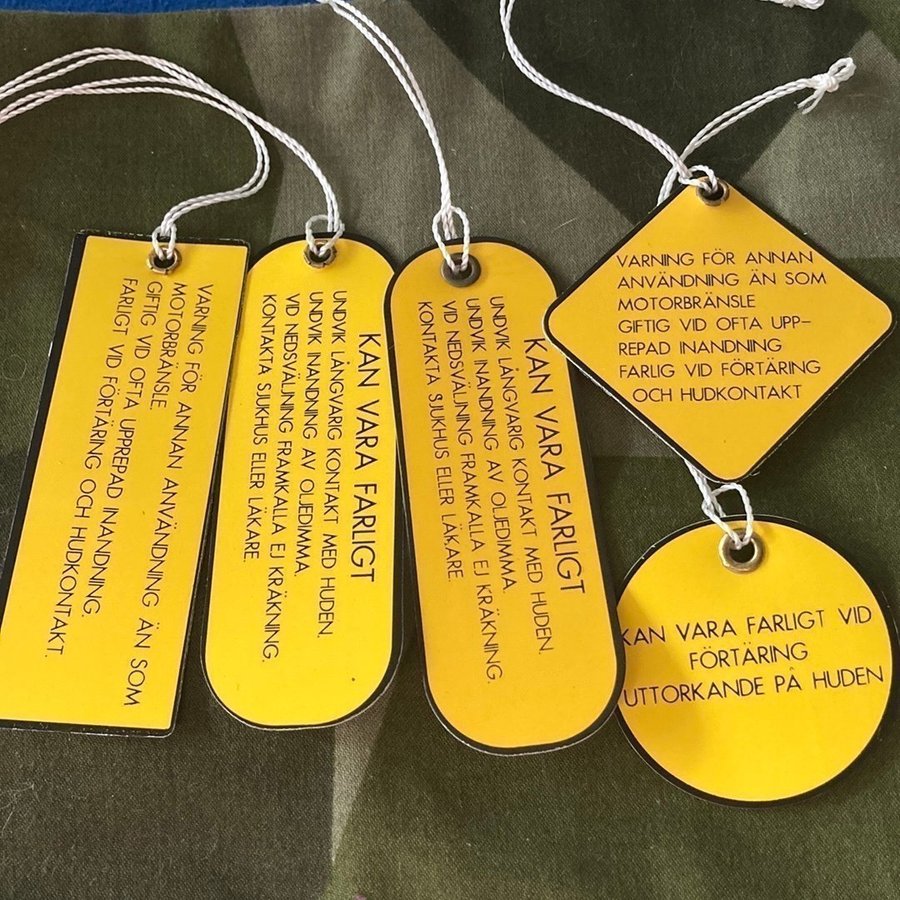 VARNING FÖR ANNAN ANVÄNDNING ÄN SOM
MOTORBRÄNSLE.
GIFTIG VID OFTA UPPREPAD INANDNING.
FARLIGT VID FÖRTÄRING OCH HUDKONTAKT.
KAN VARA FARLIGT
UNDVIK LÅNGVARIG KONTAKT MED HUDEN.
UNDVIK INANDNING AV OLJEDIMMA.
VID NEDSVÄLJNING FRAMKALLA EJ KRÄKNING.
KONTAKTA SJUKHUS ELLER LÄKARE.
KAN VARA FARLIGT
UNDVIK LÅNGVARIG KONTAKT MED HUDEN.
UNDVIK INANDNING AV OLJEDIMMA.
VID NEDSVÄLJNING FRAMKALLA EJ KRÄKNING.
KONTAKTA SJUKHUS ELLER LÄKARE.
VARNING FÖR ANNAN
ANVÄNDNING ÄN SOM
MOTORBRÄNSLE
GIFTIG VID OFTA UPP-
REPAD INANDNING
FARLIG VID FÖRTÄRING
OCH HUDKONTAKT
KAN VARA FARLIGT VID
FÖRTÄRING
UTTORKANDE PÅ HUDEN